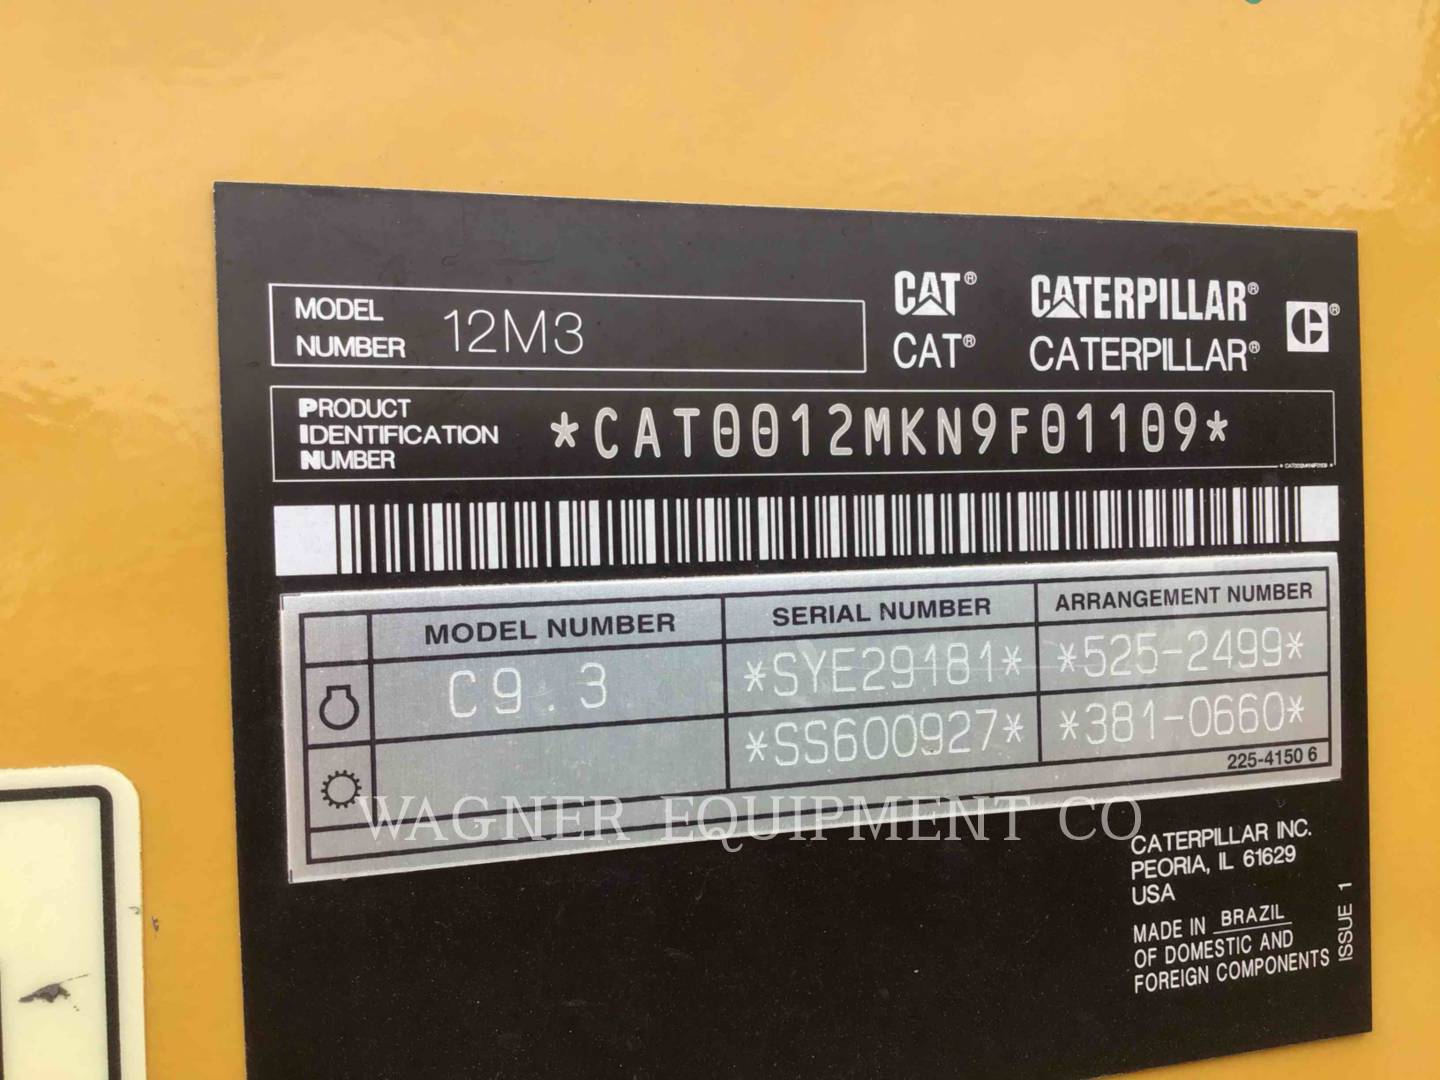 MODEL
NUMBER 12M3
CAT® CATERPILLAR® ®
CAT® CATERPILLAR®
PRODUCT
IDENTIFICATION
NUMBER
*CAT0012MKN9F01109*
* CAT0012MKN9F01109 *
MODEL NUMBER SERIAL NUMBER ARRANGEMENT NUMBER
C9.3 *SYE29181* *525-2499*
*SS600927* *381-0660*
225-4150 6
WAGNER EQUIPMENT CO
CATERPILLAR INC.
PEORIA, IL 61629
USA
MADE IN BRAZIL
OF DOMESTIC AND
FOREIGN COMPONENTS
ISSUE 1